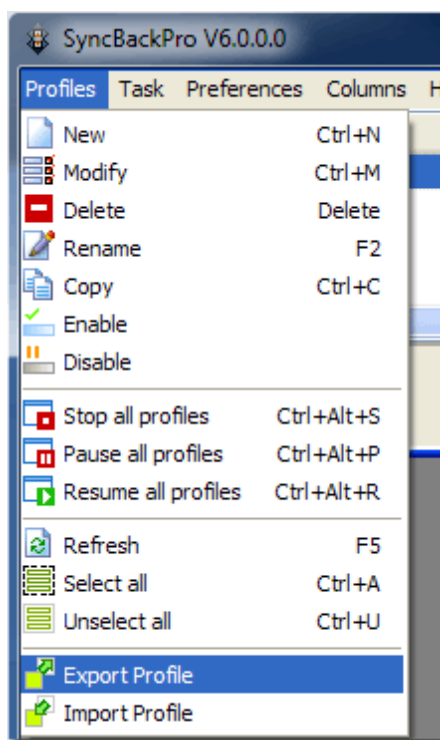 SyncBackPro V6.0.0.0
Profiles Task Preferences Columns H
New Ctrl+N
Modify Ctrl+M
Delete Delete
Rename F2
Copy Ctrl+C
Enable
Disable
Stop all profiles Ctrl+Alt+S
Pause all profiles Ctrl+Alt+P
Resume all profiles Ctrl+Alt+R
Refresh F5
Select all Ctrl+A
Unselect all Ctrl+U
Export Profile
Import Profile